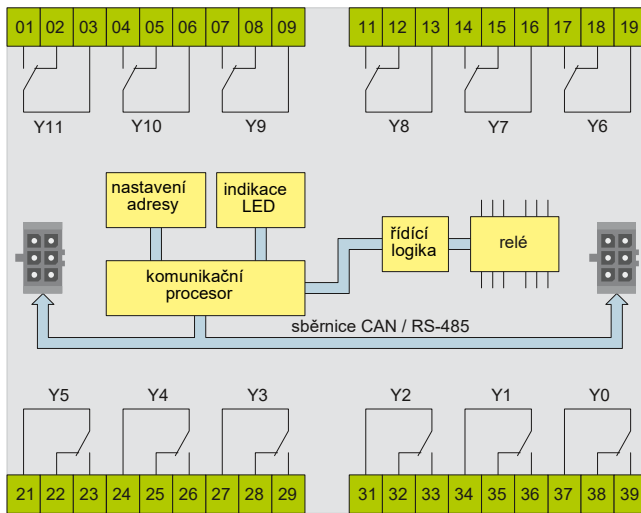 01 02 03 04 05 06 07 08 09 11 12 13 14 15 16 17 18 19
Y11 Y10 Y9 Y8 Y7 Y6
nastavení
adresy
indikace
LED
řídící
logika
relé
komunikační
procesor
sběrnice CAN / RS-485
Y5 Y4 Y3 Y2 Y1 Y0
21 22 23 24 25 26 27 28 29 31 32 33 34 35 36 37 38 39